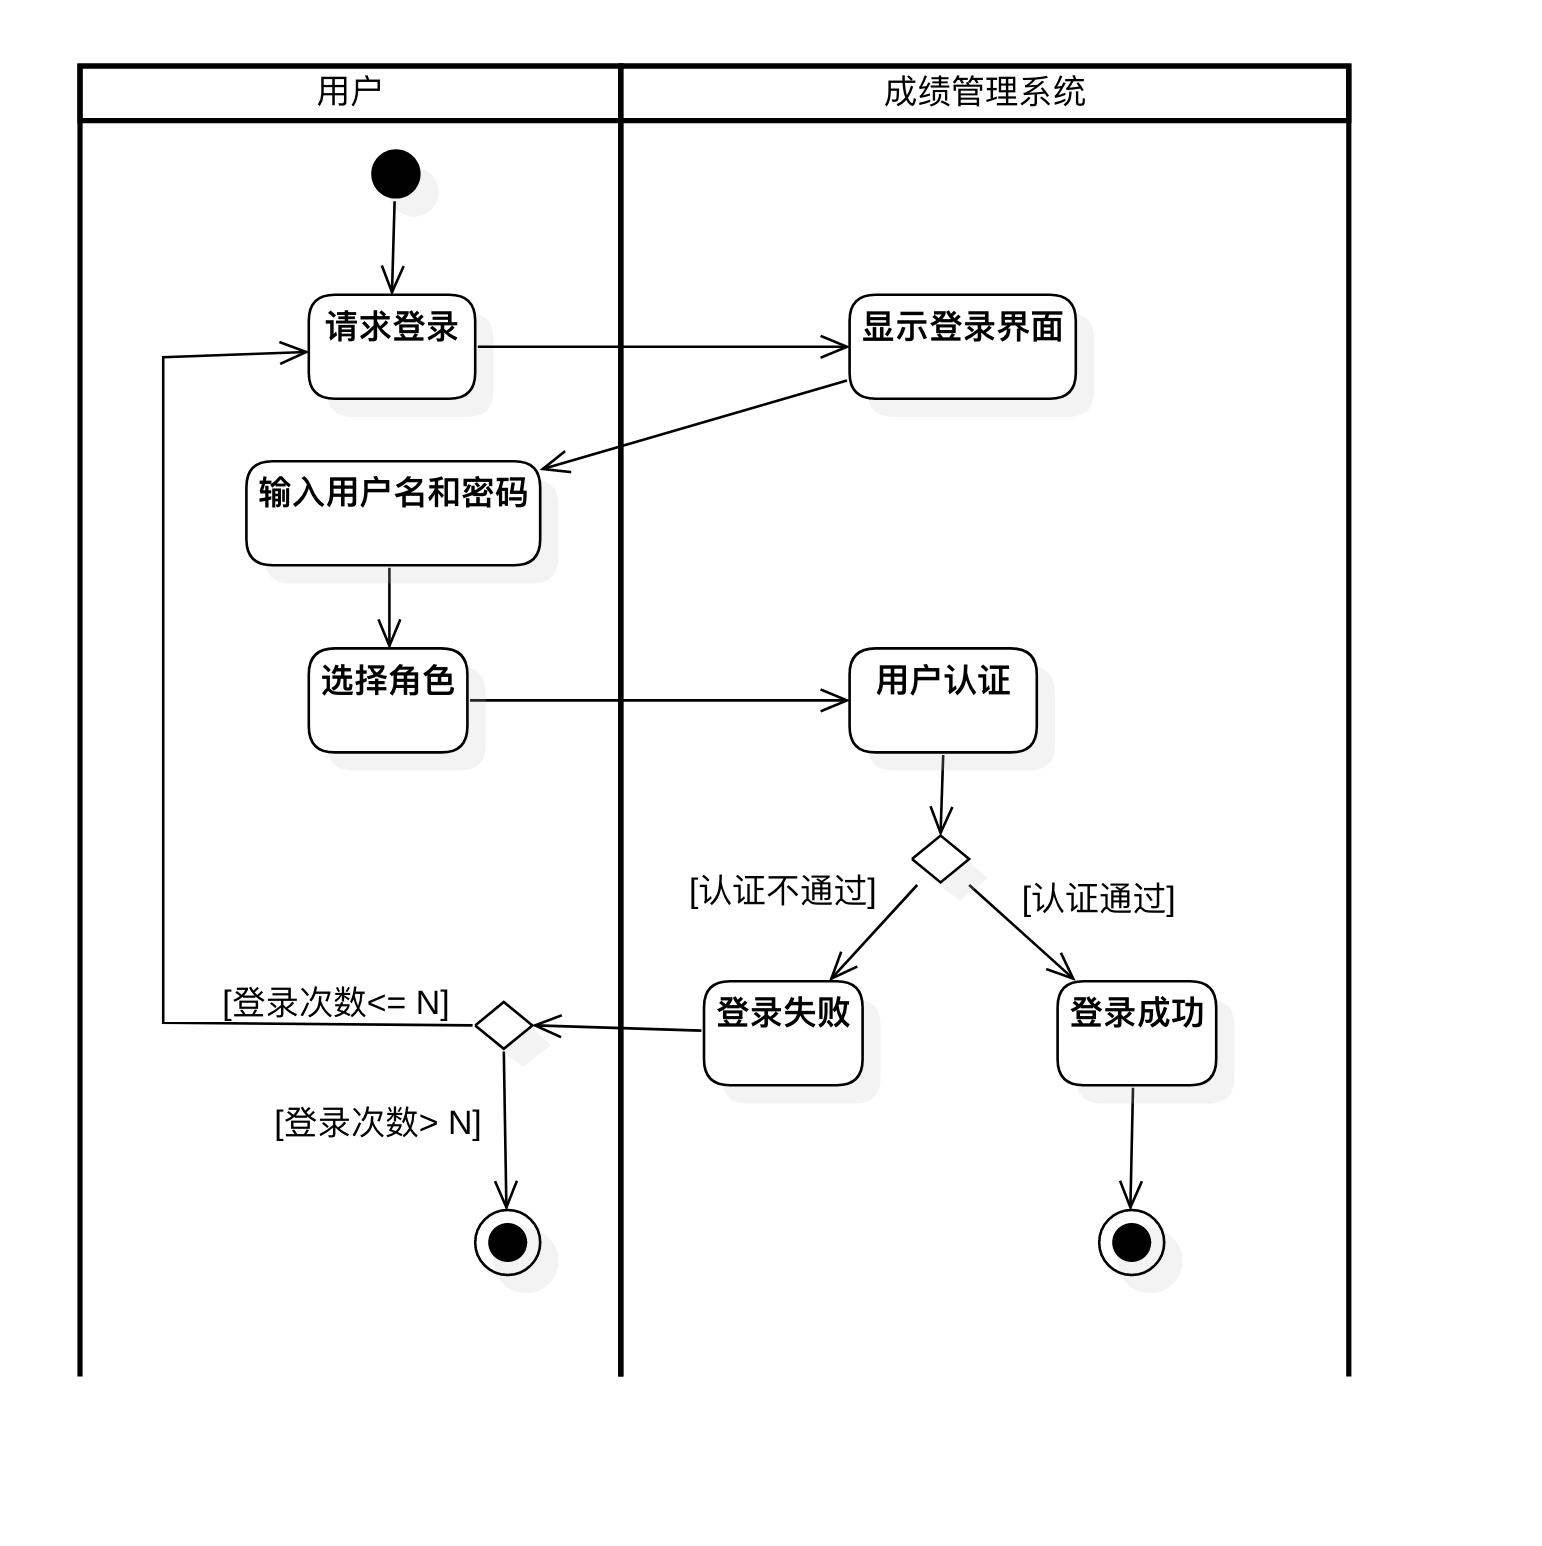 用户
成绩管理系统
请求登录
显示登录界面
输入用户名和密码
选择角色
用户认证
[认证不通过]
[认证通过]
[登录次数<= N]
登录失败
登录成功
[登录次数> N]